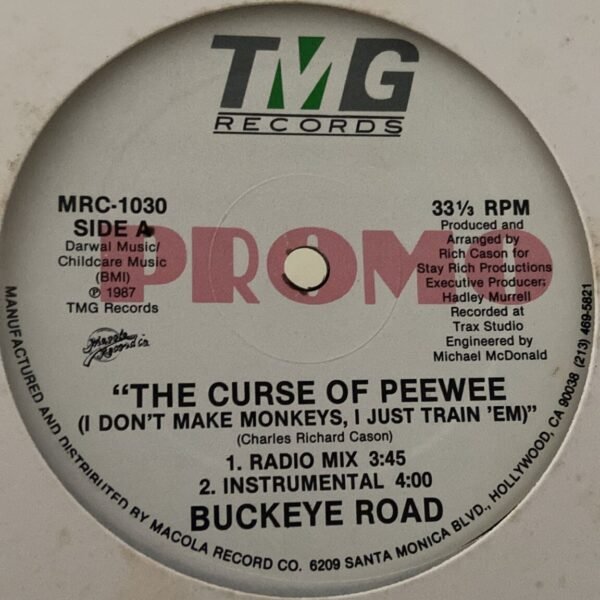 TMG
RECORDS
MRC-1030
SIDE A
Darwal Music/
Childcare Music
(BMI)
℗ 1987
TMG Records
PROMO
33⅓ RPM
Produced and
Arranged by
Rich Cason for
Stay Rich Productions
Executive Producer;
Hadley Murrell
Recorded at
Trax Studio
Engineered by
Michael McDonald
Macola
Record Co.
"THE CURSE OF PEEWEE
(I DON'T MAKE MONKEYS, I JUST TRAIN 'EM)"
(Charles Richard Cason)
1. RADIO MIX 3:45
2. INSTRUMENTAL 4:00
BUCKEYE ROAD
MANUFACTURED AND DISTRIBUTED BY MACOLA RECORD CO. 6209 SANTA MONICA BLVD., HOLLYWOOD, CA 90038 (213) 469-5821